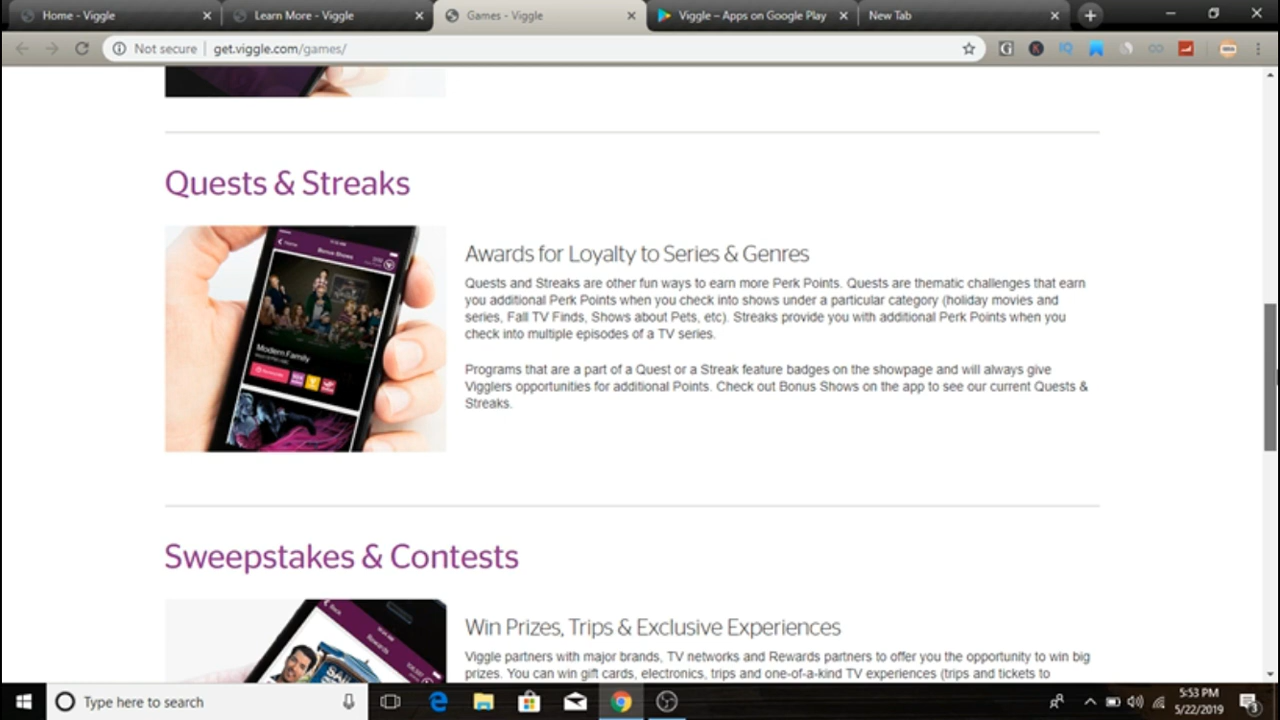 Home - Viggle
Learn More - Viggle
Games - Viggle
Viggle – Apps on Google Play
New Tab
Not secure
get.viggle.com/games/
Quests & Streaks
Bonus Shows
Modern Family
Awards for Loyalty to Series & Genres
Quests and Streaks are other fun ways to earn more Perk Points. Quests are thematic challenges that earn
you additional Perk Points when you check into shows under a particular category (holiday movies and
series, Fall TV Finds, Shows about Pets, etc). Streaks provide you with additional Perk Points when you
check into multiple episodes of a TV series.
Programs that are a part of a Quest or a Streak feature badges on the showpage and will always give
Vigglers opportunities for additional Points. Check out Bonus Shows on the app to see our current Quests &
Streaks.
Sweepstakes & Contests
Back
Rewards
Win Prizes, Trips & Exclusive Experiences
Viggle partners with major brands, TV networks and Rewards partners to offer you the opportunity to win big
prizes. You can win gift cards, electronics, trips and one-of-a-kind TV experiences (trips and tickets to
Type here to search
5:53 PM
5/22/2019